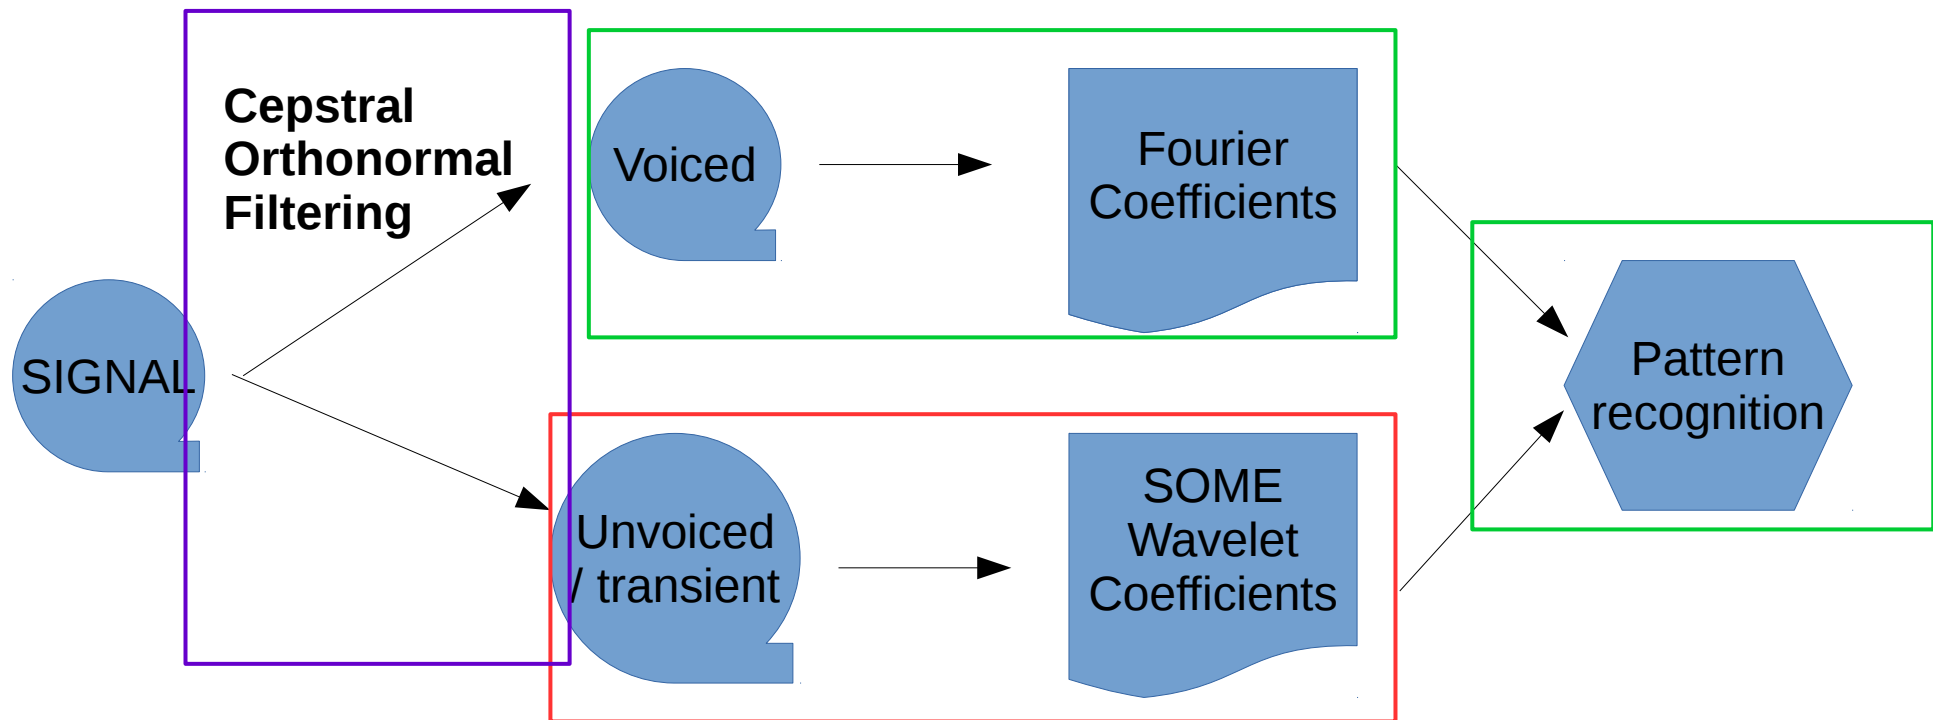 Cepstral
Orthonormal
Filtering
SIGNAL
Voiced
Fourier
Coefficients
Unvoiced
/ transient
SOME
Wavelet
Coefficients
Pattern
recognition